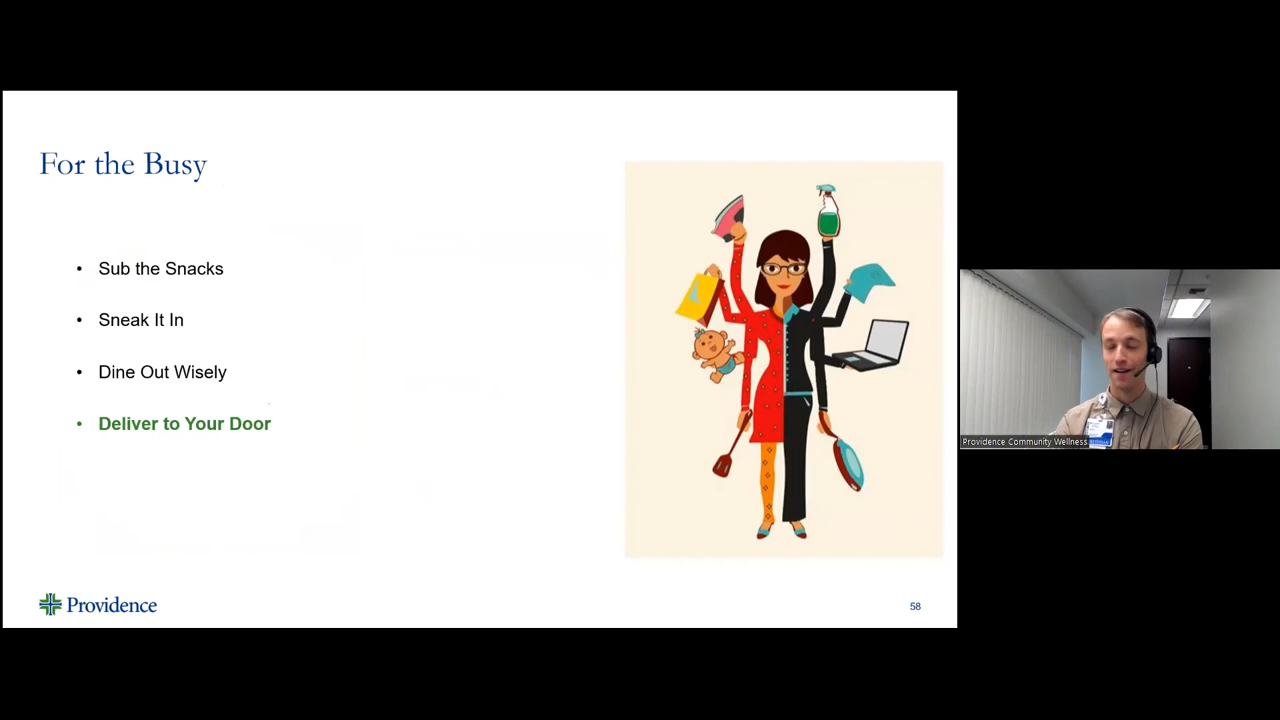 For the Busy
• Sub the Snacks
• Sneak It In
• Dine Out Wisely
• Deliver to Your Door
Providence
58
Providence Community Wellness